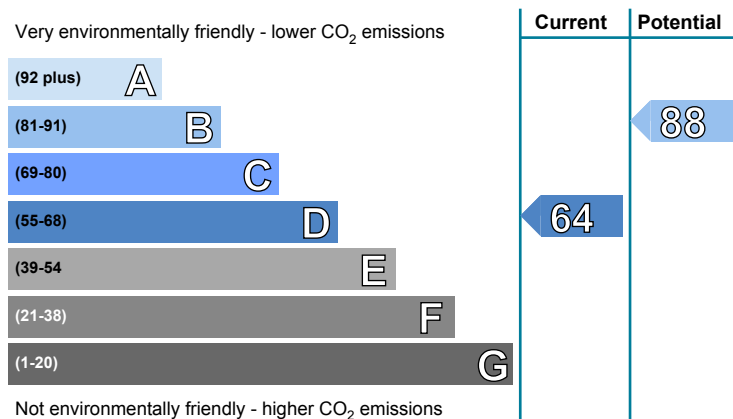 Current Potential
Very environmentally friendly - lower CO2 emissions
(92 plus) A
(81-91) B 88
(69-80) C
(55-68) D 64
(39-54 E
(21-38) F
(1-20) G
Not environmentally friendly - higher CO2 emissions